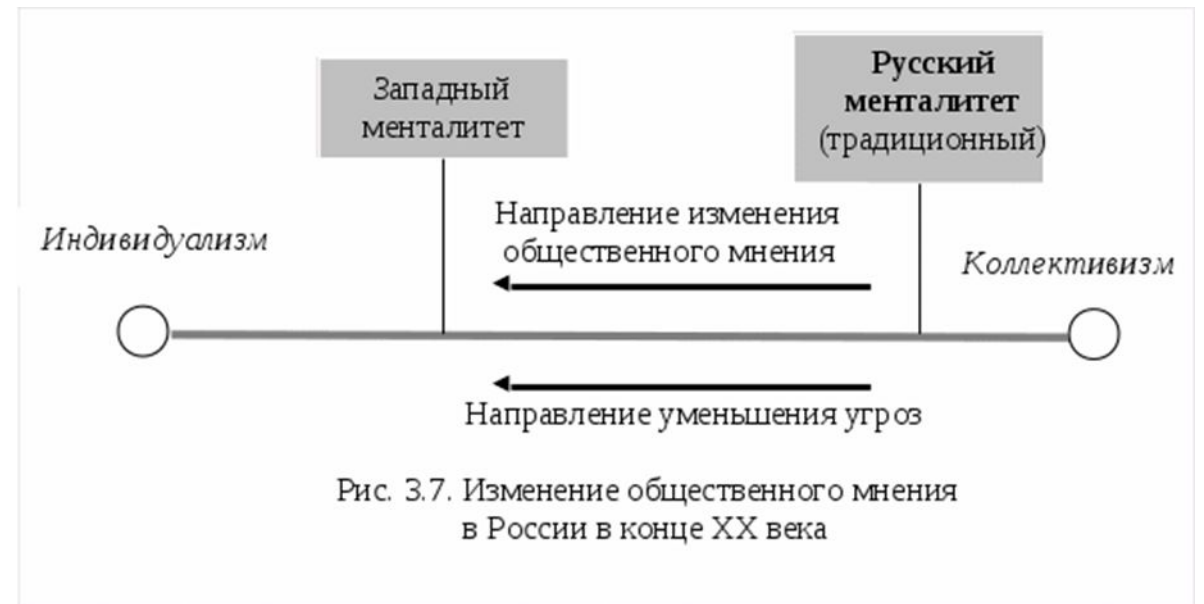 Западный
менталитет
Русский
менталитет
(традиционный)
Индивидуализм
Направление изменения
общественного мнения
Коллективизм
Направление уменьшения угроз
Рис. 3.7. Изменение общественного мнения
в России в конце XX века